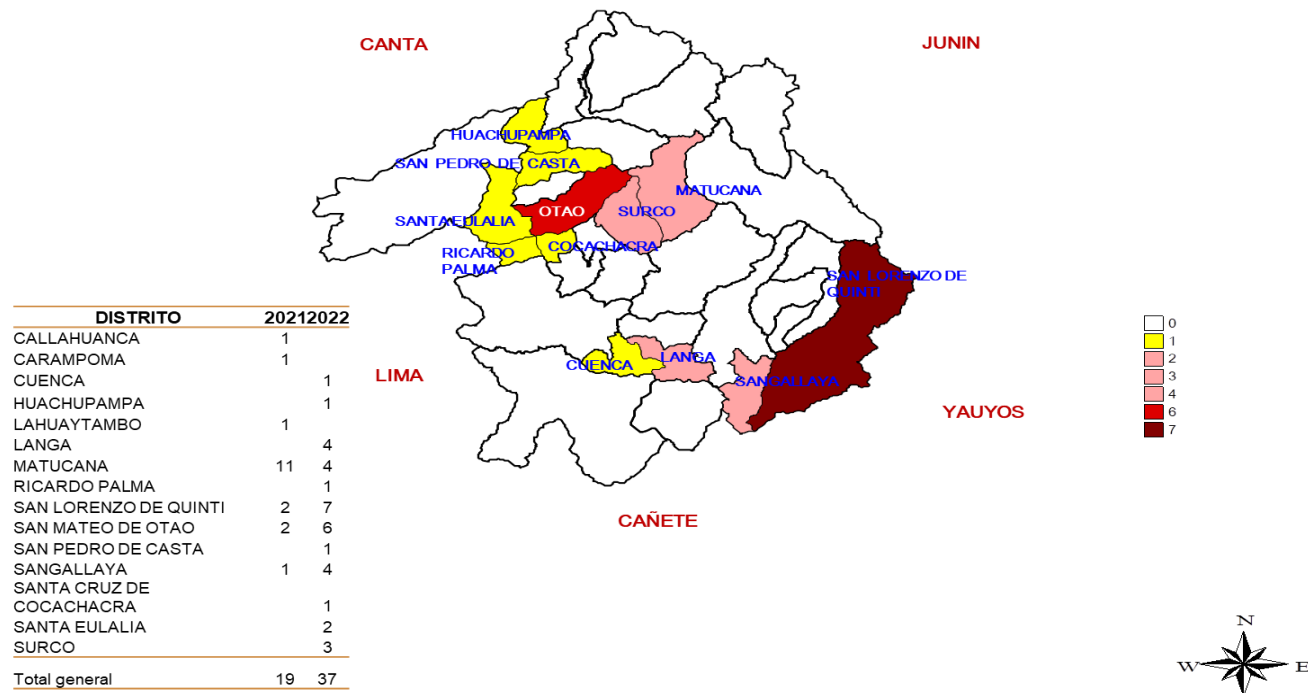 CANTA
JUNIN
HUACHUPAMPA
SAN PEDRO DE CASTA
MATUCANA
OTAO
SURCO
SANTA EULALIA
COCACHACRA
RICARDO
PALMA
SAN LORENZO DE
QUINTI
LANGA
CUENCA
SANGALLAYA
LIMA
YAUYOS
CAÑETE
DISTRITO 2021 2022
CALLAHUANCA 1
CARAMPOMA 1
CUENCA 1
HUACHUPAMPA 1
LAHUAYTAMBO 1
LANGA 4
MATUCANA 11 4
RICARDO PALMA 1
SAN LORENZO DE QUINTI 2 7
SAN MATEO DE OTAO 2 6
SAN PEDRO DE CASTA 1
SANGALLAYA 1 4
SANTA CRUZ DE
COCACHACRA 1
SANTA EULALIA 2
SURCO 3
Total general 19 37
0
1
2
3
4
6
7
N
W E
S